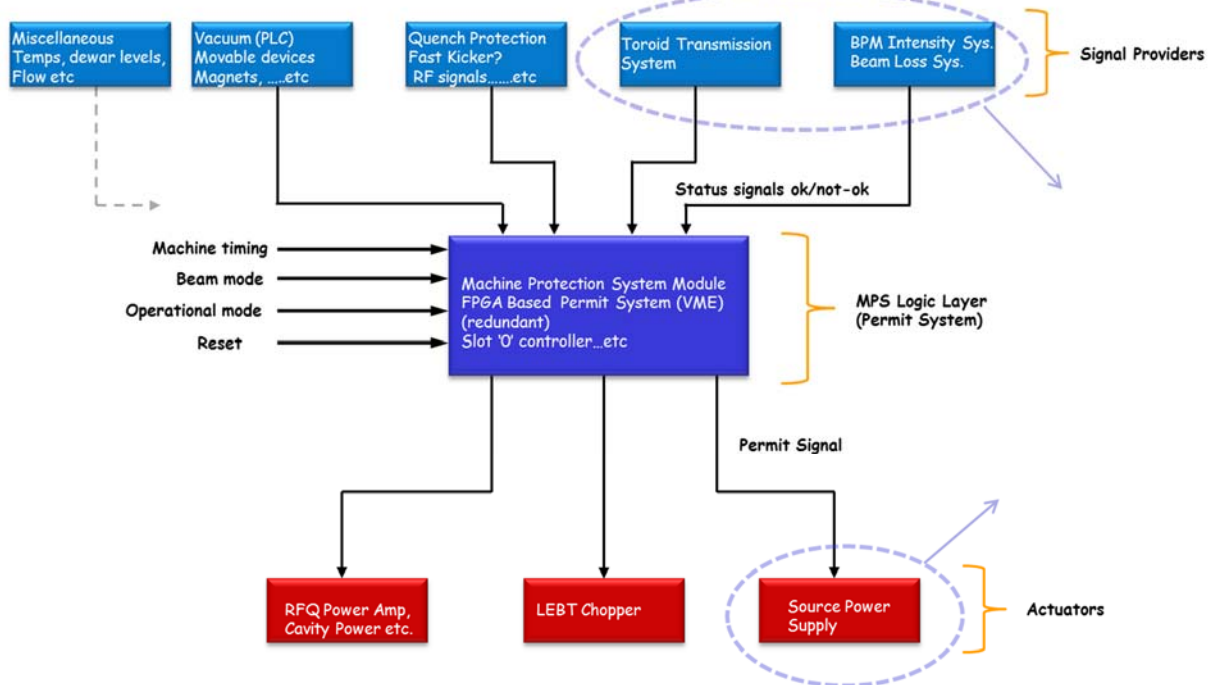 Miscellaneous
Temps, dewar levels,
Flow etc
Vacuum (PLC)
Movable devices
Magnets, .....etc
Quench Protection
Fast Kicker?
RF signals.......etc
Toroid Transmission
System
BPM Intensity Sys.
Beam Loss Sys.
Signal Providers
Status signals ok/not-ok
Machine timing
Beam mode
Operational mode
Reset
Machine Protection System Module
FPGA Based Permit System (VME)
(redundant)
Slot '0' controller...etc
MPS Logic Layer
(Permit System)
Permit Signal
RFQ Power Amp,
Cavity Power etc.
LEBT Chopper
Source Power
Supply
Actuators